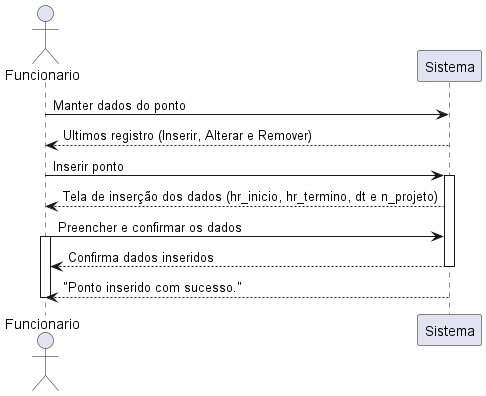 Funcionario
Sistema
Manter dados do ponto
Ultimos registro (Inserir, Alterar e Remover)
Inserir ponto
Tela de inserção dos dados (hr_inicio, hr_termino, dt e n_projeto)
Preencher e confirmar os dados
Confirma dados inseridos
"Ponto inserido com sucesso."
Funcionario
Sistema